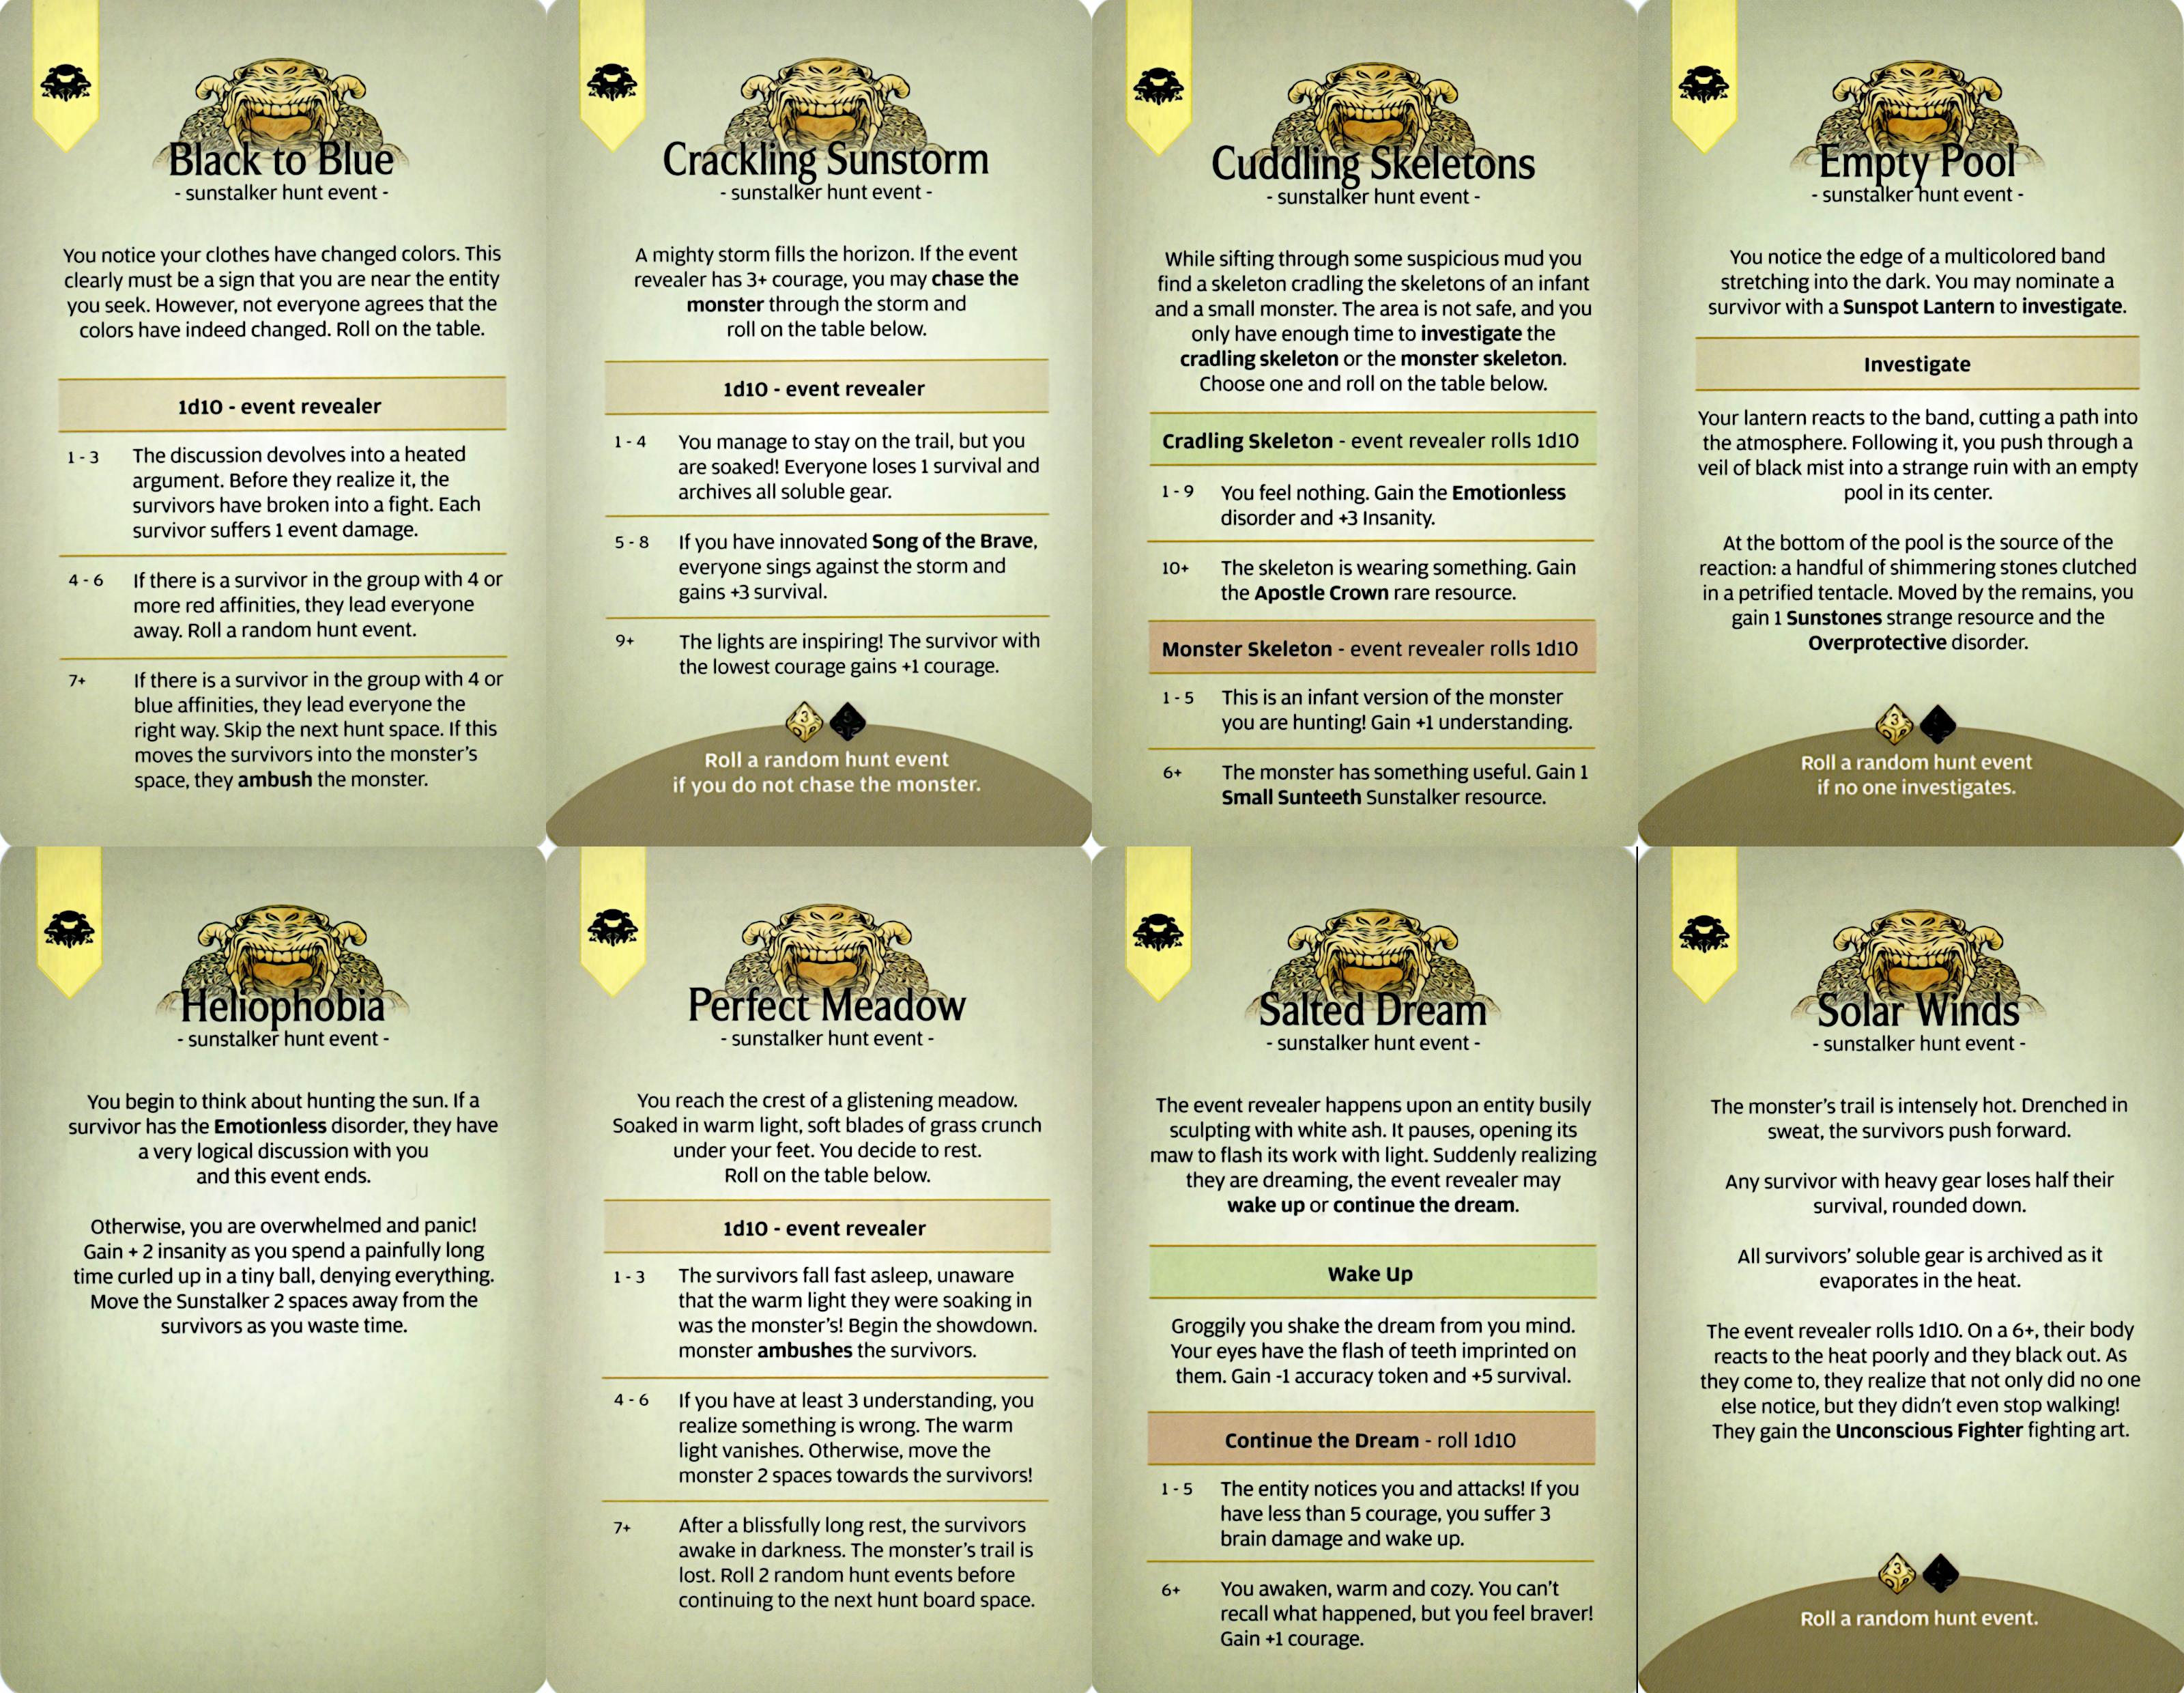 Black to Blue
- sunstalker hunt event -
You notice your clothes have changed colors. This
clearly must be a sign that you are near the entity
you seek. However, not everyone agrees that the
colors have indeed changed. Roll on the table.
1d10 - event revealer
1 - 3 The discussion devolves into a heated
argument. Before they realize it, the
survivors have broken into a fight. Each
survivor suffers 1 event damage.
4 - 6 If there is a survivor in the group with 4 or
more red affinities, they lead everyone
away. Roll a random hunt event.
7+ If there is a survivor in the group with 4 or
blue affinities, they lead everyone the
right way. Skip the next hunt space. If this
moves the survivors into the monster's
space, they ambush the monster.
Crackling Sunstorm
- sunstalker hunt event -
A mighty storm fills the horizon. If the event
revealer has 3+ courage, you may chase the
monster through the storm and
roll on the table below.
1d10 - event revealer
1 - 4 You manage to stay on the trail, but you
are soaked! Everyone loses 1 survival and
archives all soluble gear.
5 - 8 If you have innovated Song of the Brave,
everyone sings against the storm and
gains +3 survival.
9+ The lights are inspiring! The survivor with
the lowest courage gains +1 courage.
3
Roll a random hunt event
if you do not chase the monster.
Cuddling Skeletons
- sunstalker hunt event -
While sifting through some suspicious mud you
find a skeleton cradling the skeletons of an infant
and a small monster. The area is not safe, and you
only have enough time to investigate the
cradling skeleton or the monster skeleton.
Choose one and roll on the table below.
Cradling Skeleton - event revealer rolls 1d10
1 - 9 You feel nothing. Gain the Emotionless
disorder and +3 Insanity.
10+ The skeleton is wearing something. Gain
the Apostle Crown rare resource.
Monster Skeleton - event revealer rolls 1d10
1 - 5 This is an infant version of the monster
you are hunting! Gain +1 understanding.
6+ The monster has something useful. Gain 1
Small Sunteeth Sunstalker resource.
Empty Pool
- sunstalker hunt event -
You notice the edge of a multicolored band
stretching into the dark. You may nominate a
survivor with a Sunspot Lantern to investigate.
Investigate
Your lantern reacts to the band, cutting a path into
the atmosphere. Following it, you push through a
veil of black mist into a strange ruin with an empty
pool in its center.
At the bottom of the pool is the source of the
reaction: a handful of shimmering stones clutched
in a petrified tentacle. Moved by the remains, you
gain 1 Sunstones strange resource and the
Overprotective disorder.
3
Roll a random hunt event
if no one investigates.
Heliophobia
- sunstalker hunt event -
You begin to think about hunting the sun. If a
survivor has the Emotionless disorder, they have
a very logical discussion with you
and this event ends.
Otherwise, you are overwhelmed and panic!
Gain + 2 insanity as you spend a painfully long
time curled up in a tiny ball, denying everything.
Move the Sunstalker 2 spaces away from the
survivors as you waste time.
Perfect Meadow
- sunstalker hunt event -
You reach the crest of a glistening meadow.
Soaked in warm light, soft blades of grass crunch
under your feet. You decide to rest.
Roll on the table below.
1d10 - event revealer
1 - 3 The survivors fall fast asleep, unaware
that the warm light they were soaking in
was the monster's! Begin the showdown.
monster ambushes the survivors.
4 - 6 If you have at least 3 understanding, you
realize something is wrong. The warm
light vanishes. Otherwise, move the
monster 2 spaces towards the survivors!
7+ After a blissfully long rest, the survivors
awake in darkness. The monster's trail is
lost. Roll 2 random hunt events before
continuing to the next hunt board space.
Salted Dream
- sunstalker hunt event -
The event revealer happens upon an entity busily
sculpting with white ash. It pauses, opening its
maw to flash its work with light. Suddenly realizing
they are dreaming, the event revealer may
wake up or continue the dream.
Wake Up
Groggily you shake the dream from you mind.
Your eyes have the flash of teeth imprinted on
them. Gain -1 accuracy token and +5 survival.
Continue the Dream - roll 1d10
1 - 5 The entity notices you and attacks! If you
have less than 5 courage, you suffer 3
brain damage and wake up.
6+ You awaken, warm and cozy. You can't
recall what happened, but you feel braver!
Gain +1 courage.
Solar Winds
- sunstalker hunt event -
The monster's trail is intensely hot. Drenched in
sweat, the survivors push forward.
Any survivor with heavy gear loses half their
survival, rounded down.
All survivors' soluble gear is archived as it
evaporates in the heat.
The event revealer rolls 1d10. On a 6+, their body
reacts to the heat poorly and they black out. As
they come to, they realize that not only did no one
else notice, but they didn't even stop walking!
They gain the Unconscious Fighter fighting art.
3
Roll a random hunt event.